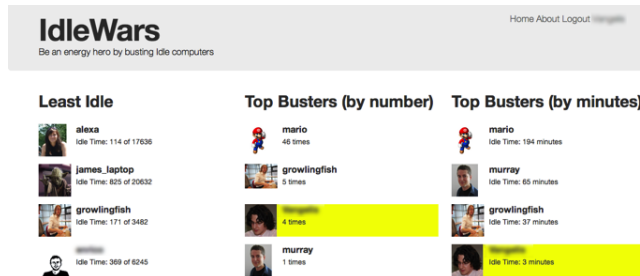 Home About Logout
IdleWars
Be an energy hero by busting Idle computers
Least Idle
alexa
Idle Time: 114 of 17636
james_laptop
Idle Time: 825 of 20632
growlingfish
Idle Time: 171 of 3482
Idle Time: 369 of 6245
Top Busters (by number)
mario
46 times
growlingfish
5 times
4 times
murray
1 times
Top Busters (by minutes)
mario
Idle Time: 194 minutes
murray
Idle Time: 65 minutes
growlingfish
Idle Time: 37 minutes
Idle Time: 3 minutes